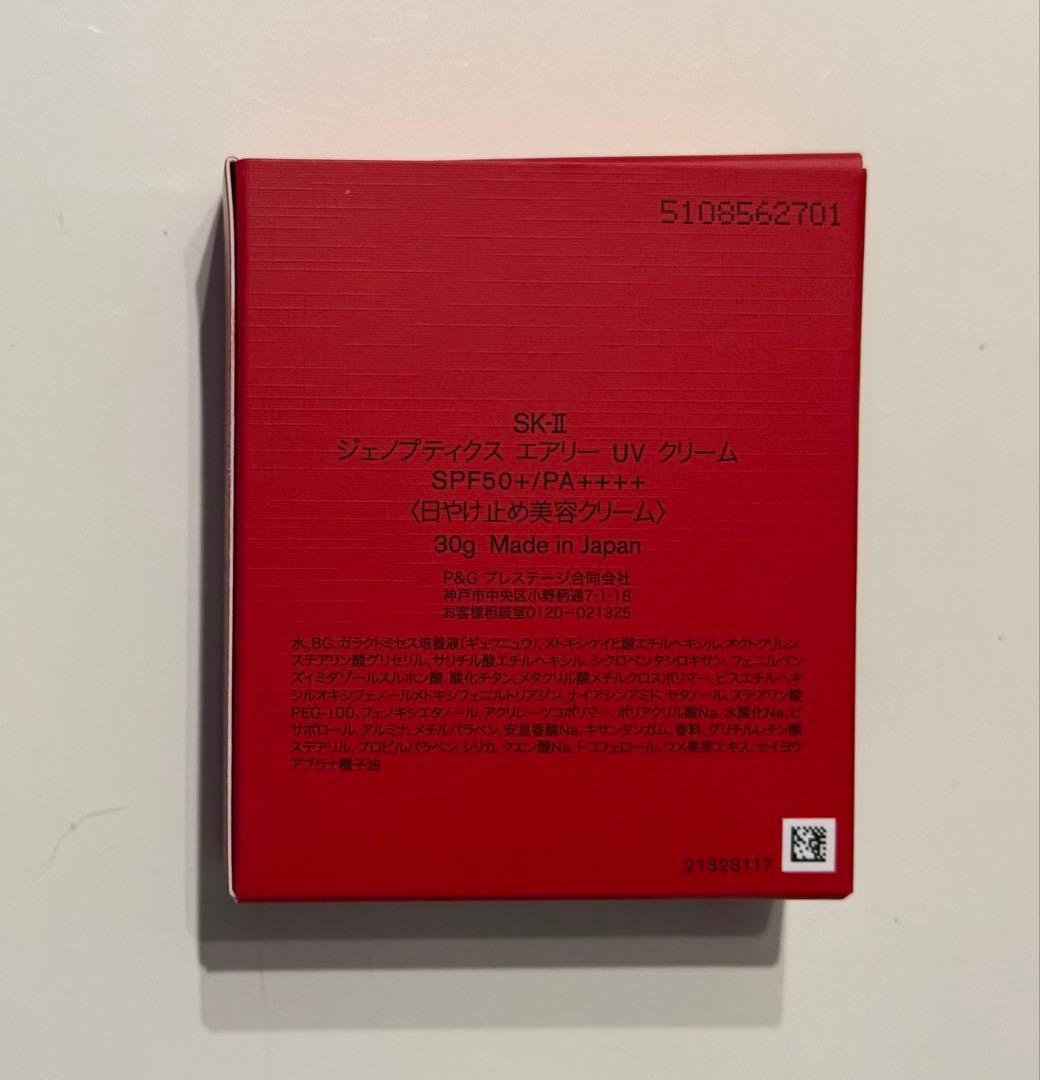 5108562701
SK-II
ジェノプティクス エアリー UV クリーム
SPF50+/PA++++
〈日やけ止め美容クリーム〉
30g Made in Japan
P&G プレステージ合同会社
神戸市中央区小野柄通7-1-18
お客様相談室0120-021325
水、BG、ガラクトミセス培養液(ギュウニュウ)、メトキシケイヒ酸エチルヘキシル、オクトクリレン、
ステアリン酸グリセリル、サリチル酸エチルヘキシル、シクロペンタシロキサン、フェニルベン
ズイミダゾールスルホン酸、酸化チタン、メタクリル酸メチルクロスポリマー、ビスエチルヘキ
シルオキシフェノールメトキシフェニルトリアジン、ナイアシンアミド、セタノール、ステアリン酸
PEG-100、フェノキシエタノール、アクリレーツコポリマー、ポリアクリル酸Na、水酸化Na、ビ
サボロール、アルミナ、メチルパラベン、安息香酸Na、キサンタンガム、香料、グリチルレチン酸
ステアリル、プロピルパラベン、シリカ、クエン酸Na、トコフェロール、ウメ果実エキス、セイヨウ
アブラナ種子油
21323117